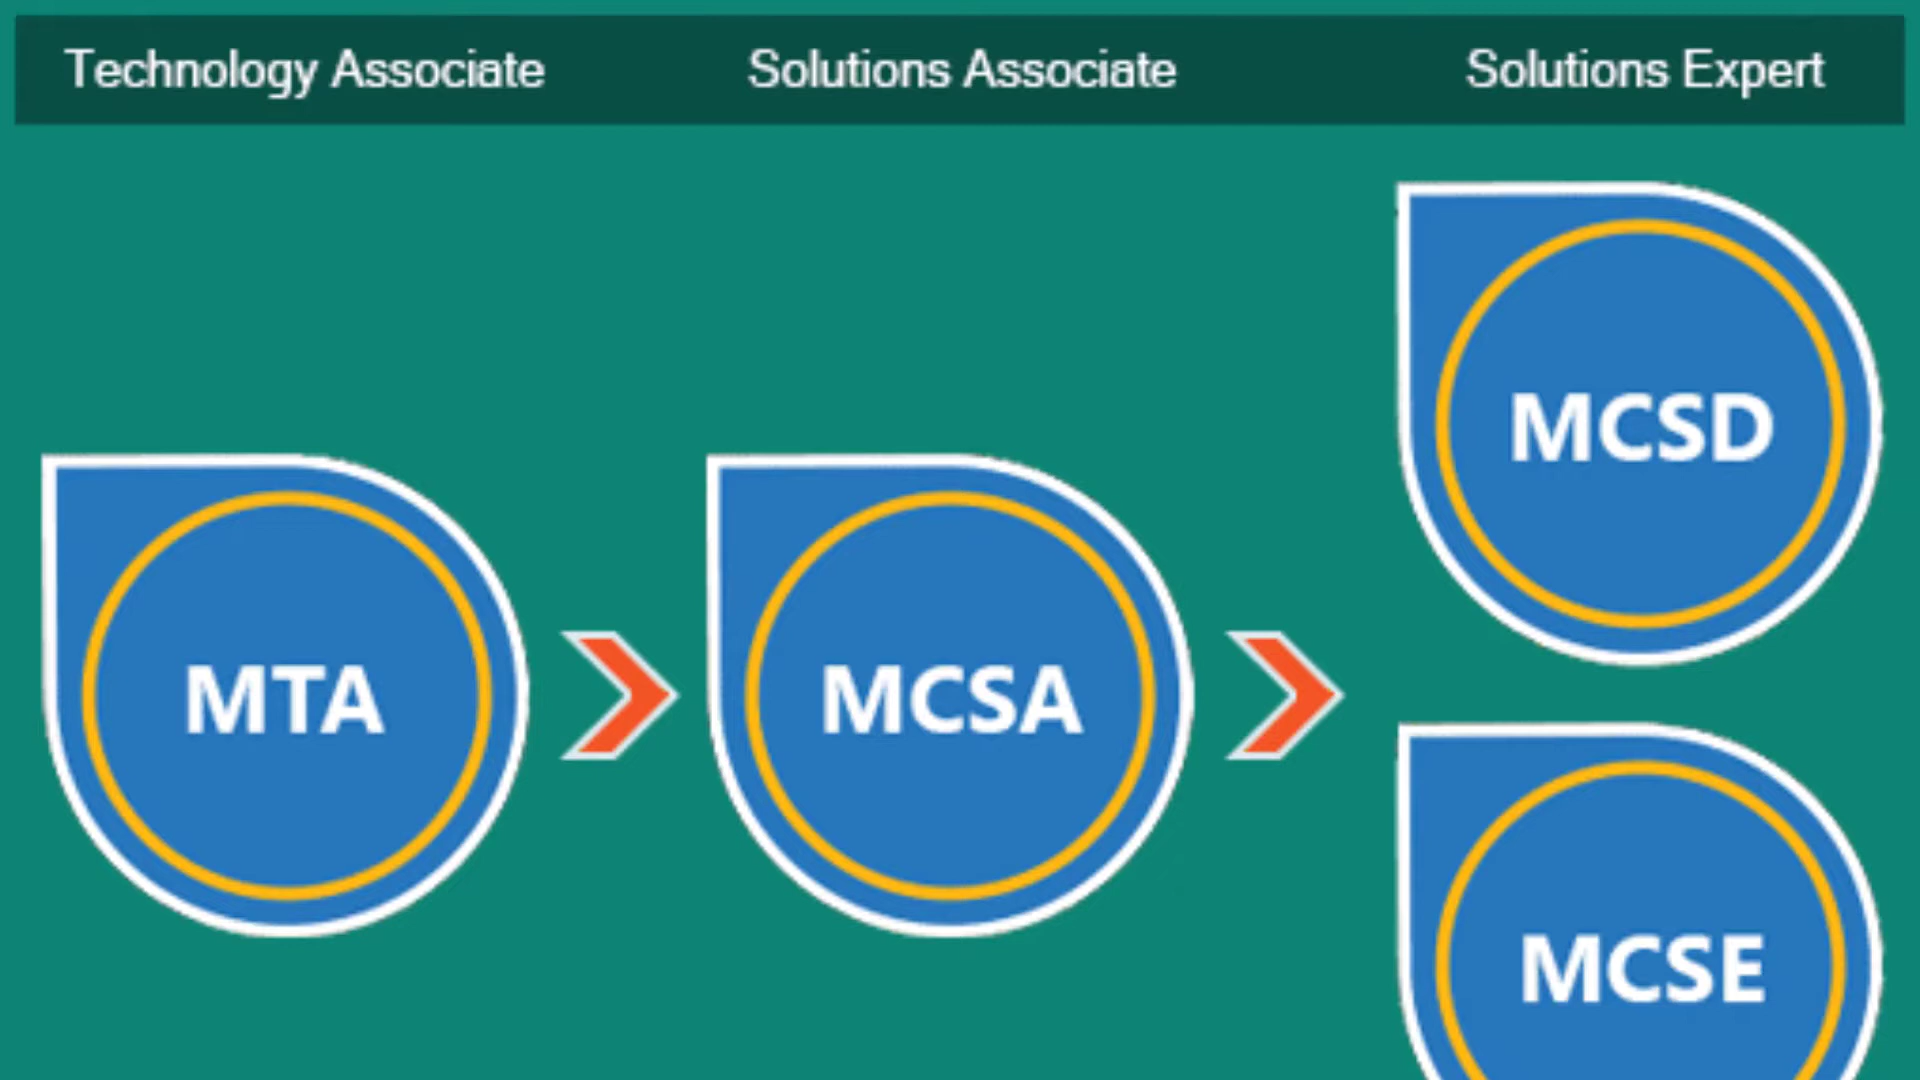 Technology Associate
Solutions Associate
Solutions Expert
MCSD
MTA
MCSA
MCSE